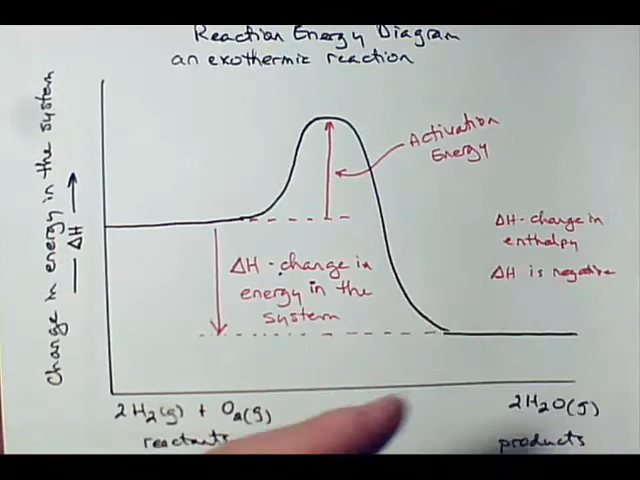 Reaction Energy Diagram
an exothermic reaction
Change in energy in the system
ΔH
Activation
Energy
ΔH - change in
enthalpy
ΔH is negative
ΔH - change in
energy in the
system
2H₂(g) + O₂(g)
reactants
2H₂O(g)
products